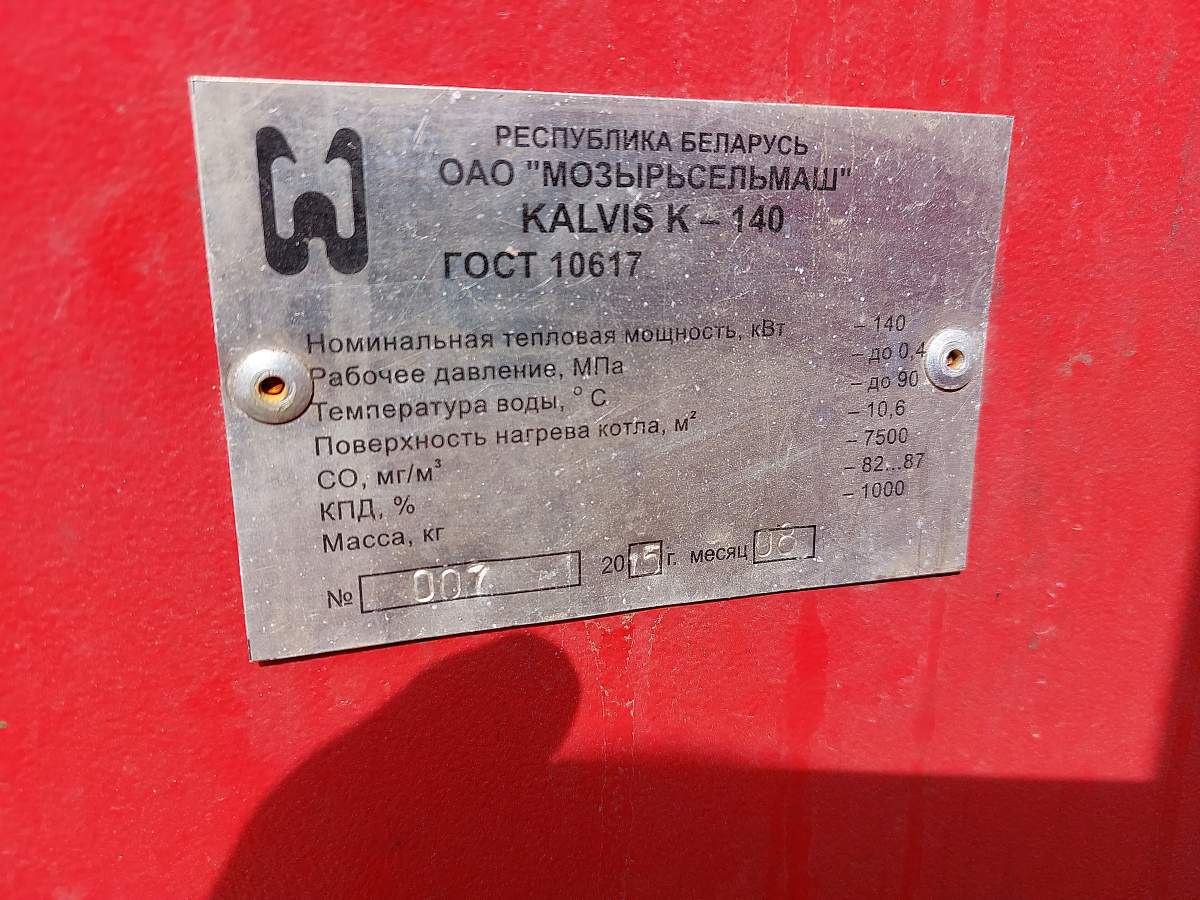 РЕСПУБЛИКА БЕЛАРУСЬ
ОАО "МОЗЫРЬСЕЛЬМАШ"
KALVIS K – 140
ГОСТ 10617
Номинальная тепловая мощность, кВт – 140
Рабочее давление, МПа – до 0,4
Температура воды, °С – до 90
Поверхность нагрева котла, м² – 10,6
СО, мг/м³ – 7500
КПД, % – 82...87
Масса, кг – 1000
№ 007 2015 г. месяц 08